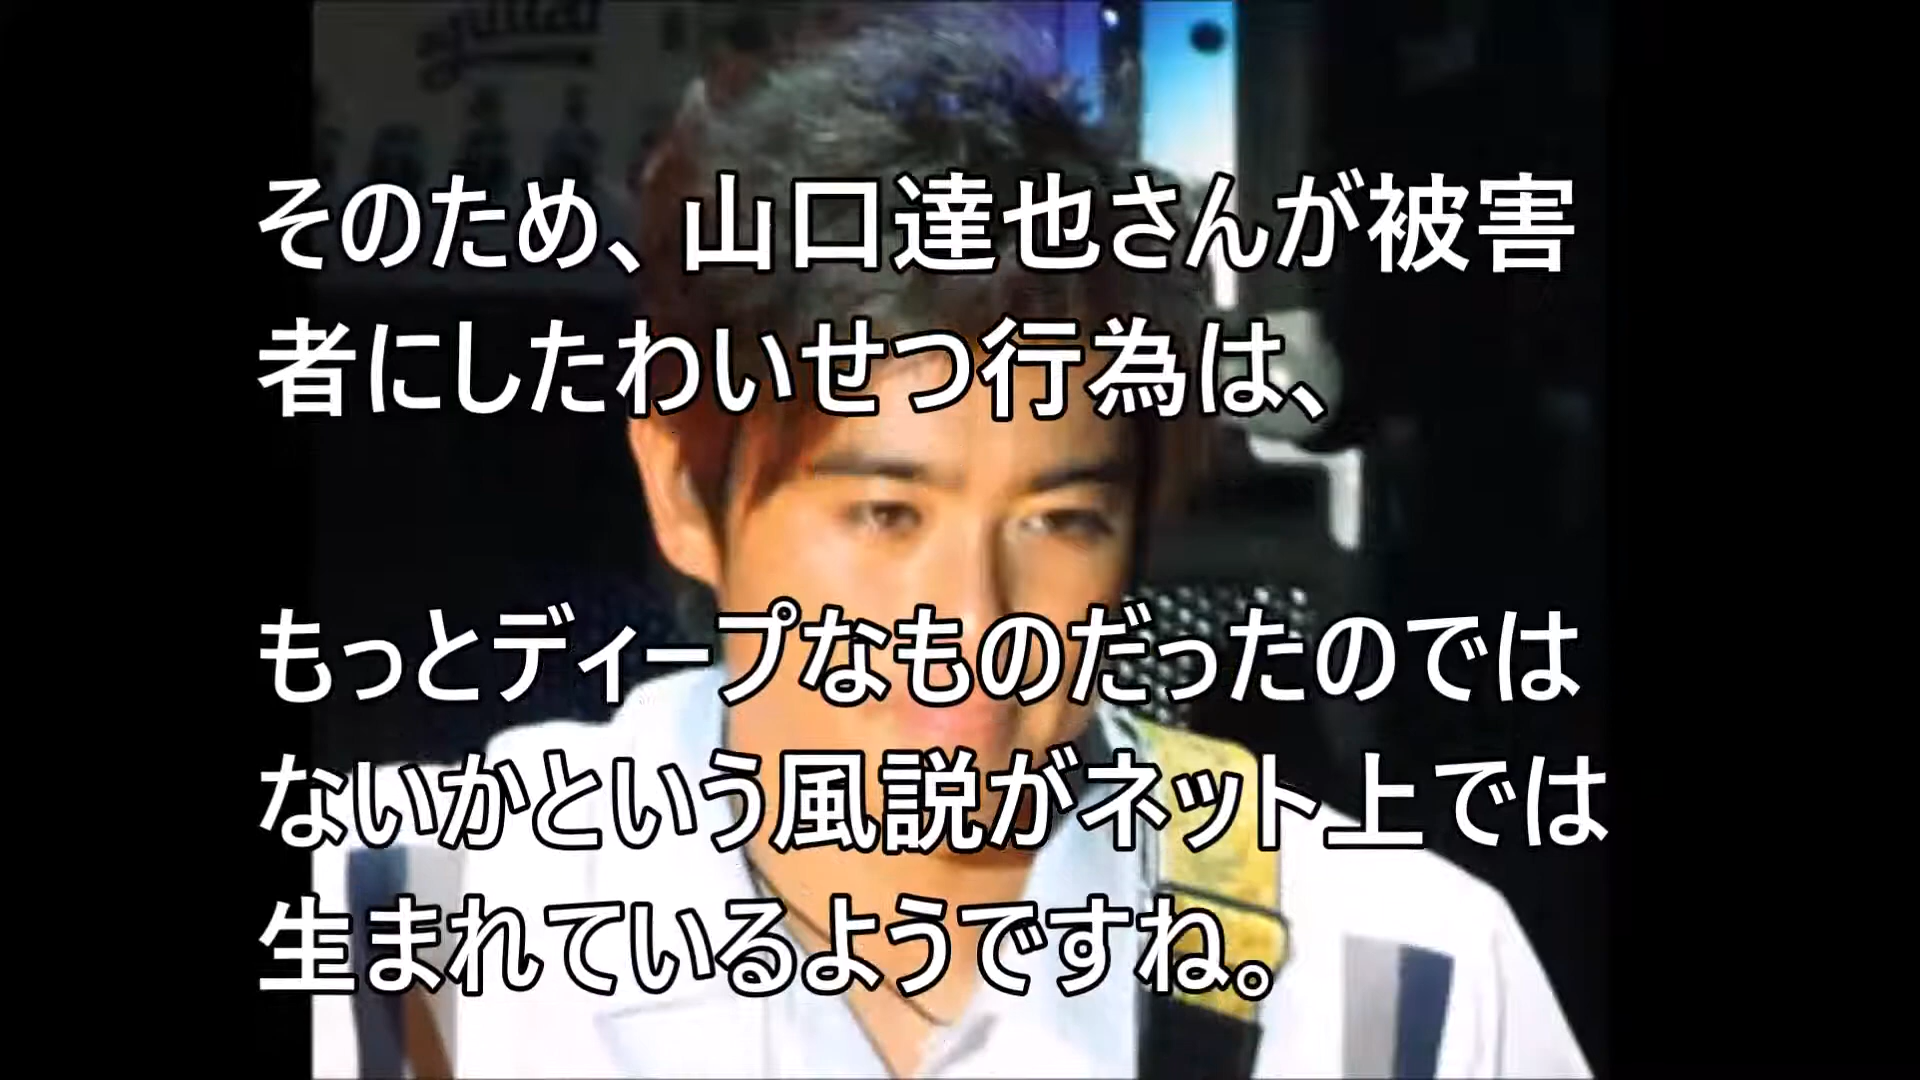 そのため、山口達也さんが被害
者にしたわいせつ行為は、
もっとディープなものだったのでは
ないかという風説がネット上では
生まれているようですね。